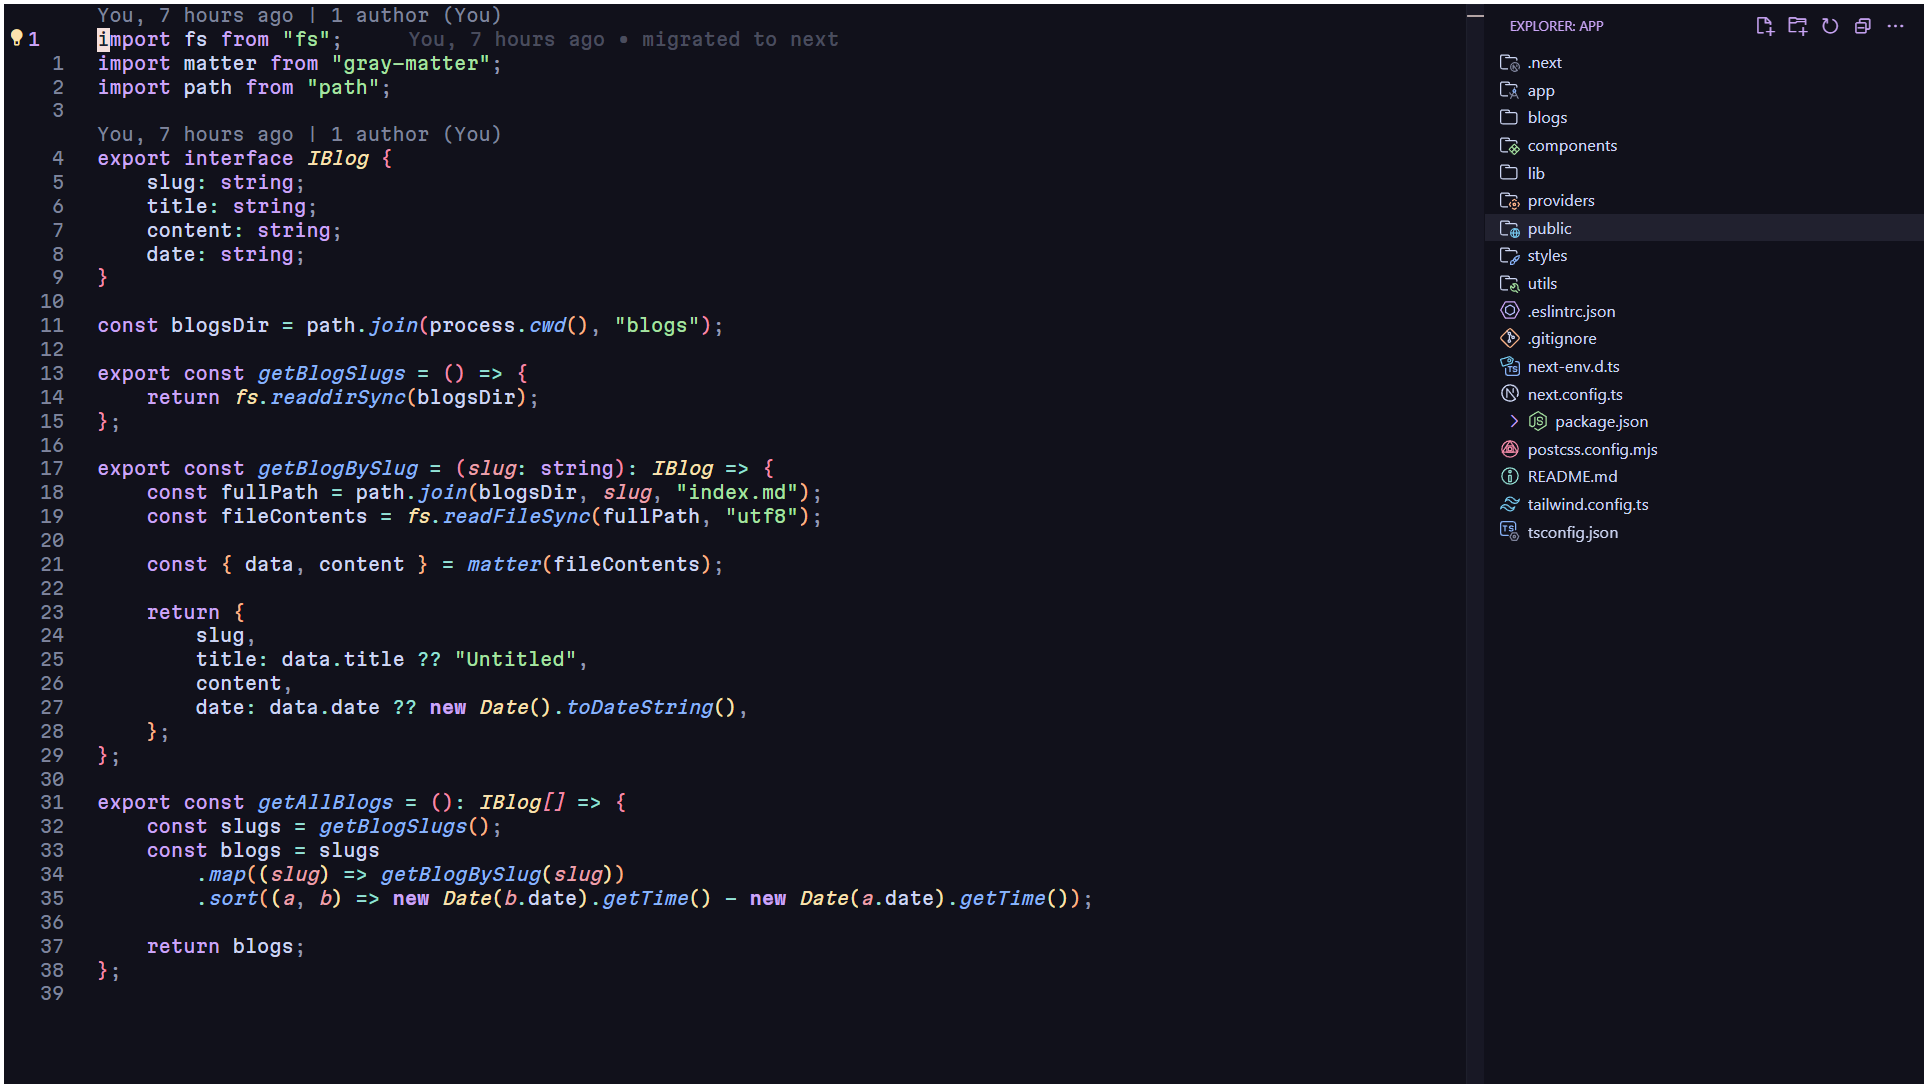 You, 7 hours ago | 1 author (You)
1 import fs from "fs"; You, 7 hours ago • migrated to next
1 import matter from "gray-matter";
2 import path from "path";
3
You, 7 hours ago | 1 author (You)
4 export interface IBlog {
5 slug: string;
6 title: string;
7 content: string;
8 date: string;
9 }
10
11 const blogsDir = path.join(process.cwd(), "blogs");
12
13 export const getBlogSlugs = () => {
14 return fs.readdirSync(blogsDir);
15 };
16
17 export const getBlogBySlug = (slug: string): IBlog => {
18 const fullPath = path.join(blogsDir, slug, "index.md");
19 const fileContents = fs.readFileSync(fullPath, "utf8");
20
21 const { data, content } = matter(fileContents);
22
23 return {
24 slug,
25 title: data.title ?? "Untitled",
26 content,
27 date: data.date ?? new Date().toDateString(),
28 };
29 };
30
31 export const getAllBlogs = (): IBlog[] => {
32 const slugs = getBlogSlugs();
33 const blogs = slugs
34 .map((slug) => getBlogBySlug(slug))
35 .sort((a, b) => new Date(b.date).getTime() - new Date(a.date).getTime());
36
37 return blogs;
38 };
39
EXPLORER: APP
.next
app
blogs
components
lib
providers
public
styles
utils
.eslintrc.json
.gitignore
next-env.d.ts
next.config.ts
package.json
postcss.config.mjs
README.md
tailwind.config.ts
tsconfig.json